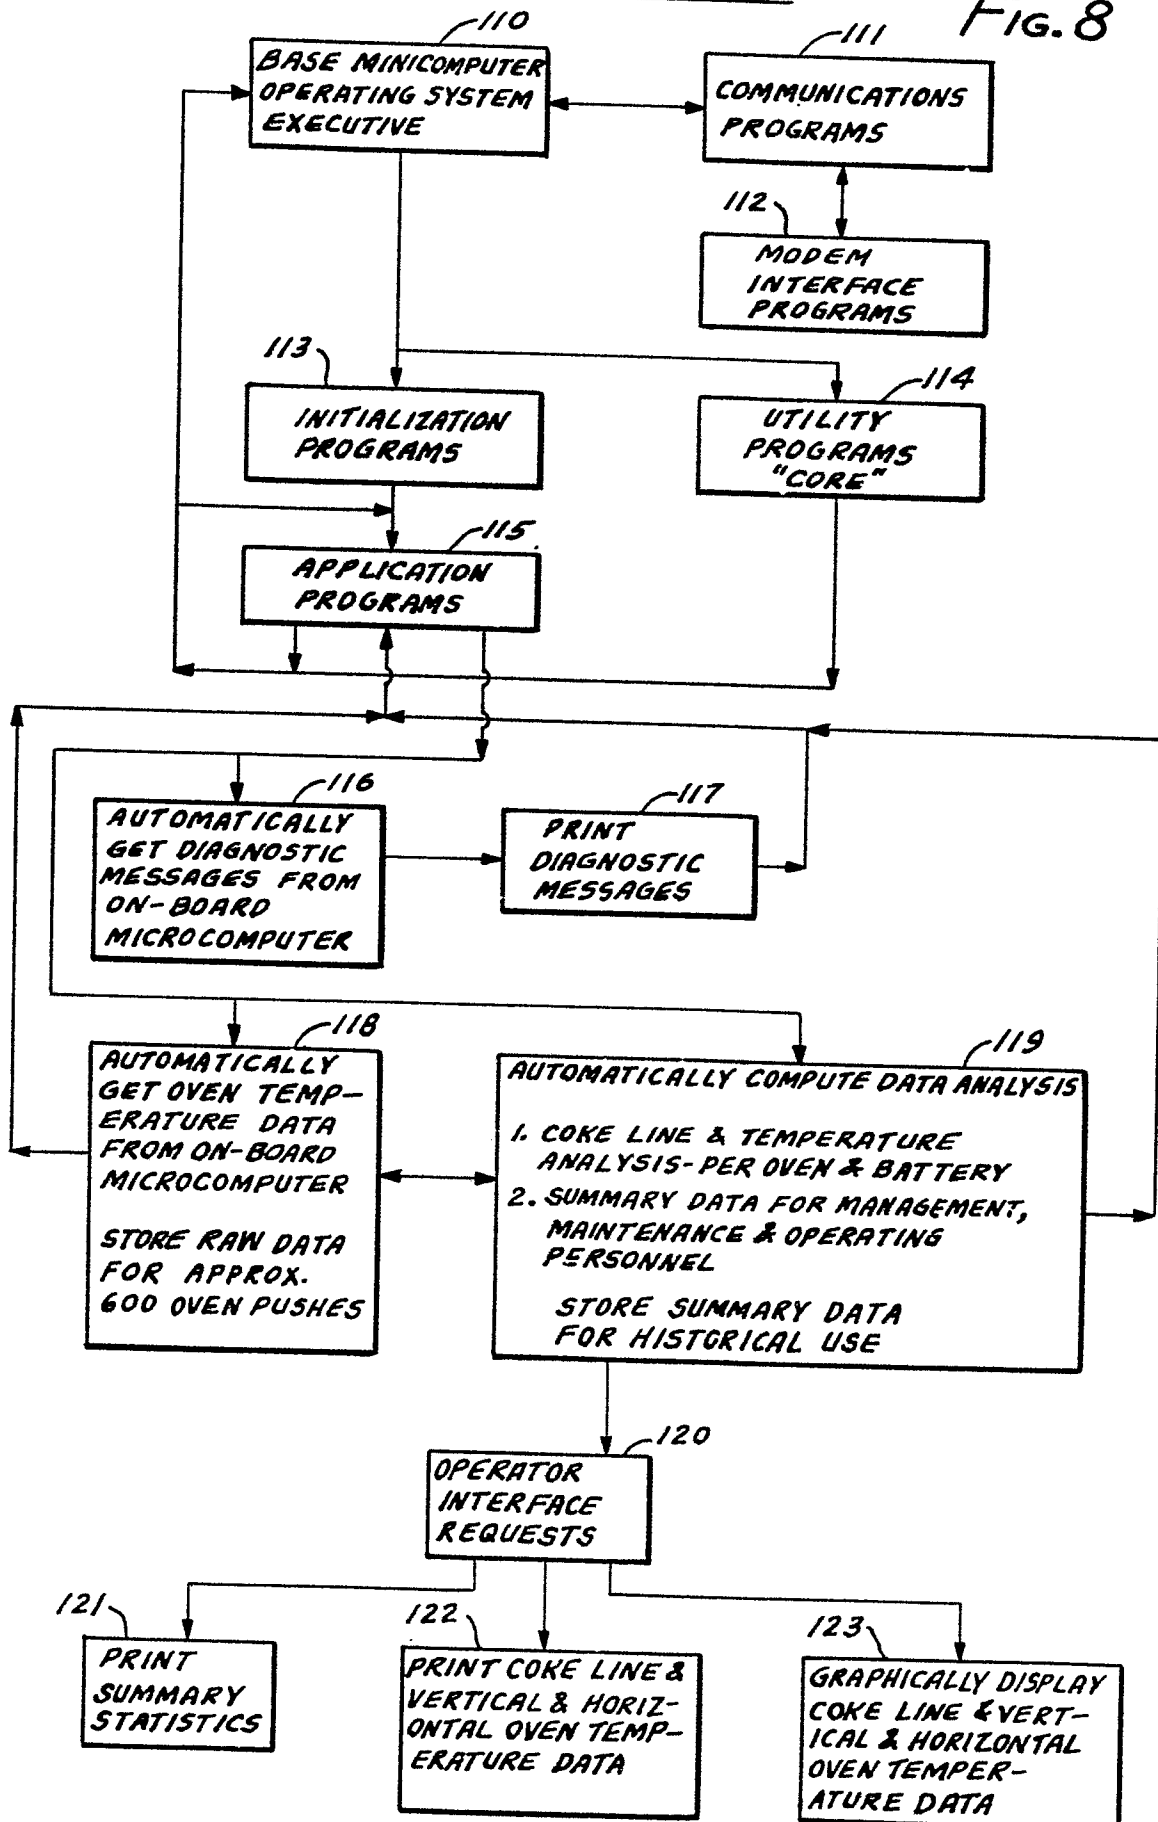 FIG. 8
110
BASE MINICOMPUTER
OPERATING SYSTEM
EXECUTIVE
111
COMMUNICATIONS
PROGRAMS
112
MODEM
INTERFACE
PROGRAMS
113
INITIALIZATION
PROGRAMS
114
UTILITY
PROGRAMS
"CORE"
115
APPLICATION
PROGRAMS
116
AUTOMATICALLY
GET DIAGNOSTIC
MESSAGES FROM
ON-BOARD
MICROCOMPUTER
117
PRINT
DIAGNOSTIC
MESSAGES
118
AUTOMATICALLY
GET OVEN TEMP-
ERATURE DATA
FROM ON-BOARD
MICROCOMPUTER
STORE RAW DATA
FOR APPROX.
600 OVEN PUSHES
119
AUTOMATICALLY COMPUTE DATA ANALYSIS
1. COKE LINE & TEMPERATURE
ANALYSIS-PER OVEN & BATTERY
2. SUMMARY DATA FOR MANAGEMENT,
MAINTENANCE & OPERATING
PERSONNEL
STORE SUMMARY DATA
FOR HISTORICAL USE
120
OPERATOR
INTERFACE
REQUESTS
121
PRINT
SUMMARY
STATISTICS
122
PRINT COKE LINE &
VERTICAL & HORIZ-
ONTAL OVEN TEMP-
ERATURE DATA
123
GRAPHICALLY DISPLAY
COKE LINE & VERT-
ICAL & HORIZONTAL
OVEN TEMPER-
ATURE DATA